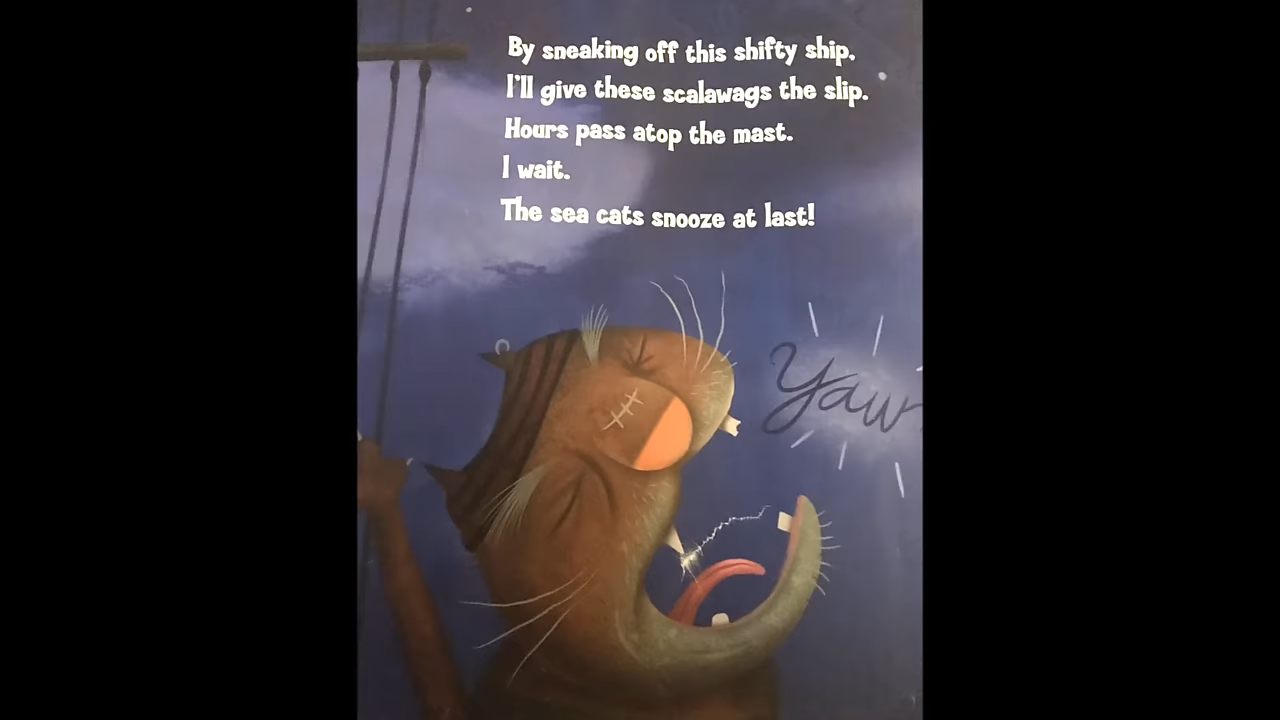 By sneaking off this shifty ship,
I'll give these scalawags the slip.
Hours pass atop the mast.
I wait.
The sea cats snooze at last!
Yawn